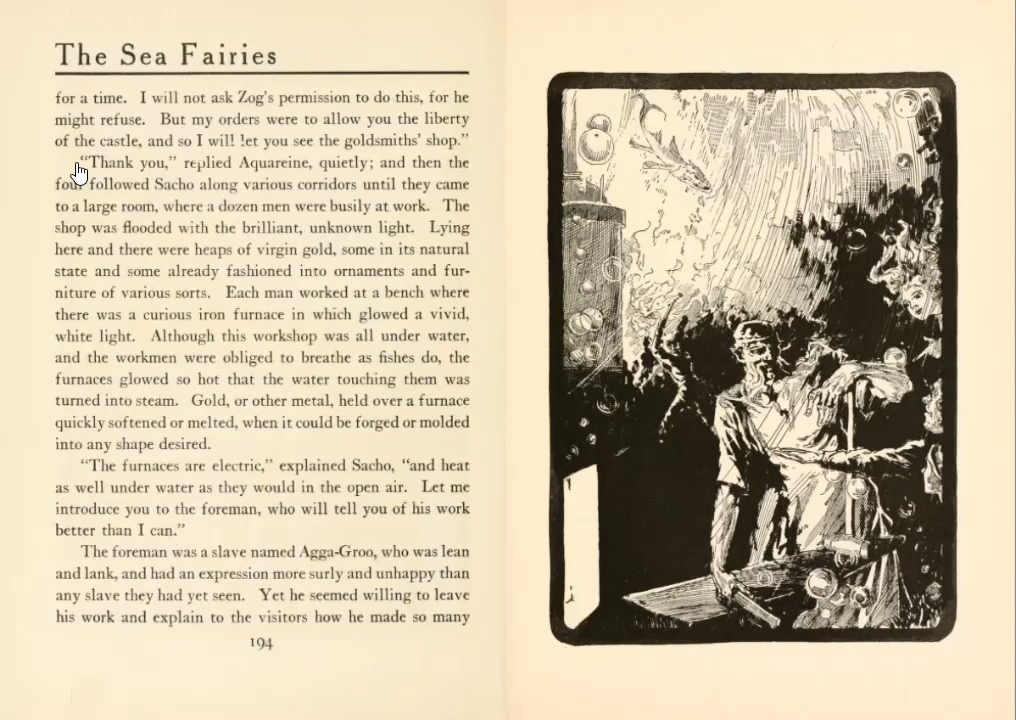 The Sea Fairies
for a time. I will not ask Zog's permission to do this, for he
might refuse. But my orders were to allow you the liberty
of the castle, and so I will let you see the goldsmiths' shop."
"Thank you," replied Aquareine, quietly; and then the
four followed Sacho along various corridors until they came
to a large room, where a dozen men were busily at work. The
shop was flooded with the brilliant, unknown light. Lying
here and there were heaps of virgin gold, some in its natural
state and some already fashioned into ornaments and fur-
niture of various sorts. Each man worked at a bench where
there was a curious iron furnace in which glowed a vivid,
white light. Although this workshop was all under water,
and the workmen were obliged to breathe as fishes do, the
furnaces glowed so hot that the water touching them was
turned into steam. Gold, or other metal, held over a furnace
quickly softened or melted, when it could be forged or molded
into any shape desired.
"The furnaces are electric," explained Sacho, "and heat
as well under water as they would in the open air. Let me
introduce you to the foreman, who will tell you of his work
better than I can."
The foreman was a slave named Agga-Groo, who was lean
and lank, and had an expression more surly and unhappy than
any slave they had yet seen. Yet he seemed willing to leave
his work and explain to the visitors how he made so many
194